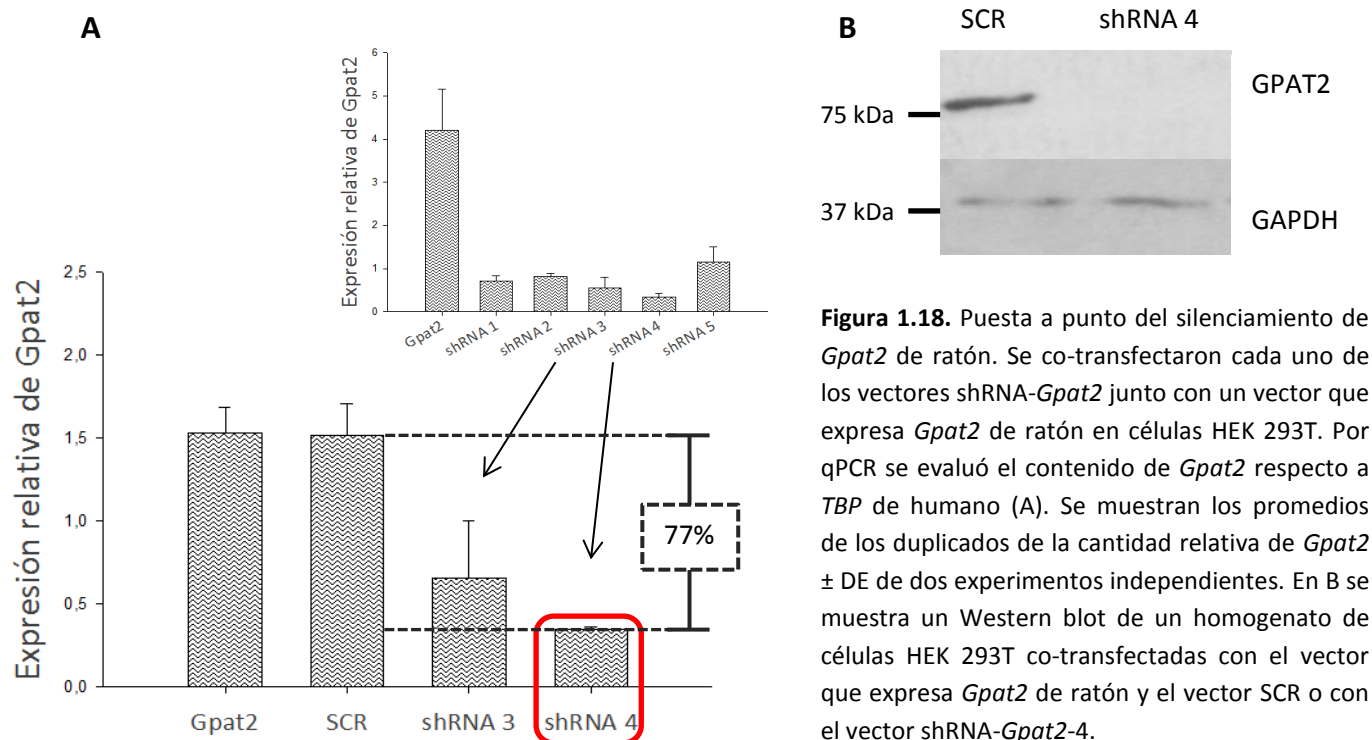 A
Expresión relativa de Gpat2
6
5
4
3
2
1
0
Gpat2
shRNA 1
shRNA 2
shRNA 3
shRNA 4
shRNA 5
Expresión relativa de Gpat2
2,5
2,0
1,5
1,0
0,5
0,0
77%
Gpat2
SCR
shRNA 3
shRNA 4
B
SCR
shRNA 4
75 kDa
GPAT2
37 kDa
GAPDH
Figura 1.18. Puesta a punto del silenciamiento de
Gpat2 de ratón. Se co-transfectaron cada uno de
los vectores shRNA-Gpat2 junto con un vector que
expresa Gpat2 de ratón en células HEK 293T. Por
qPCR se evaluó el contenido de Gpat2 respecto a
TBP de humano (A). Se muestran los promedios
de los duplicados de la cantidad relativa de Gpat2
± DE de dos experimentos independientes. En B se
muestra un Western blot de un homogenato de
células HEK 293T co-transfectadas con el vector
que expresa Gpat2 de ratón y el vector SCR o con
el vector shRNA-Gpat2-4.